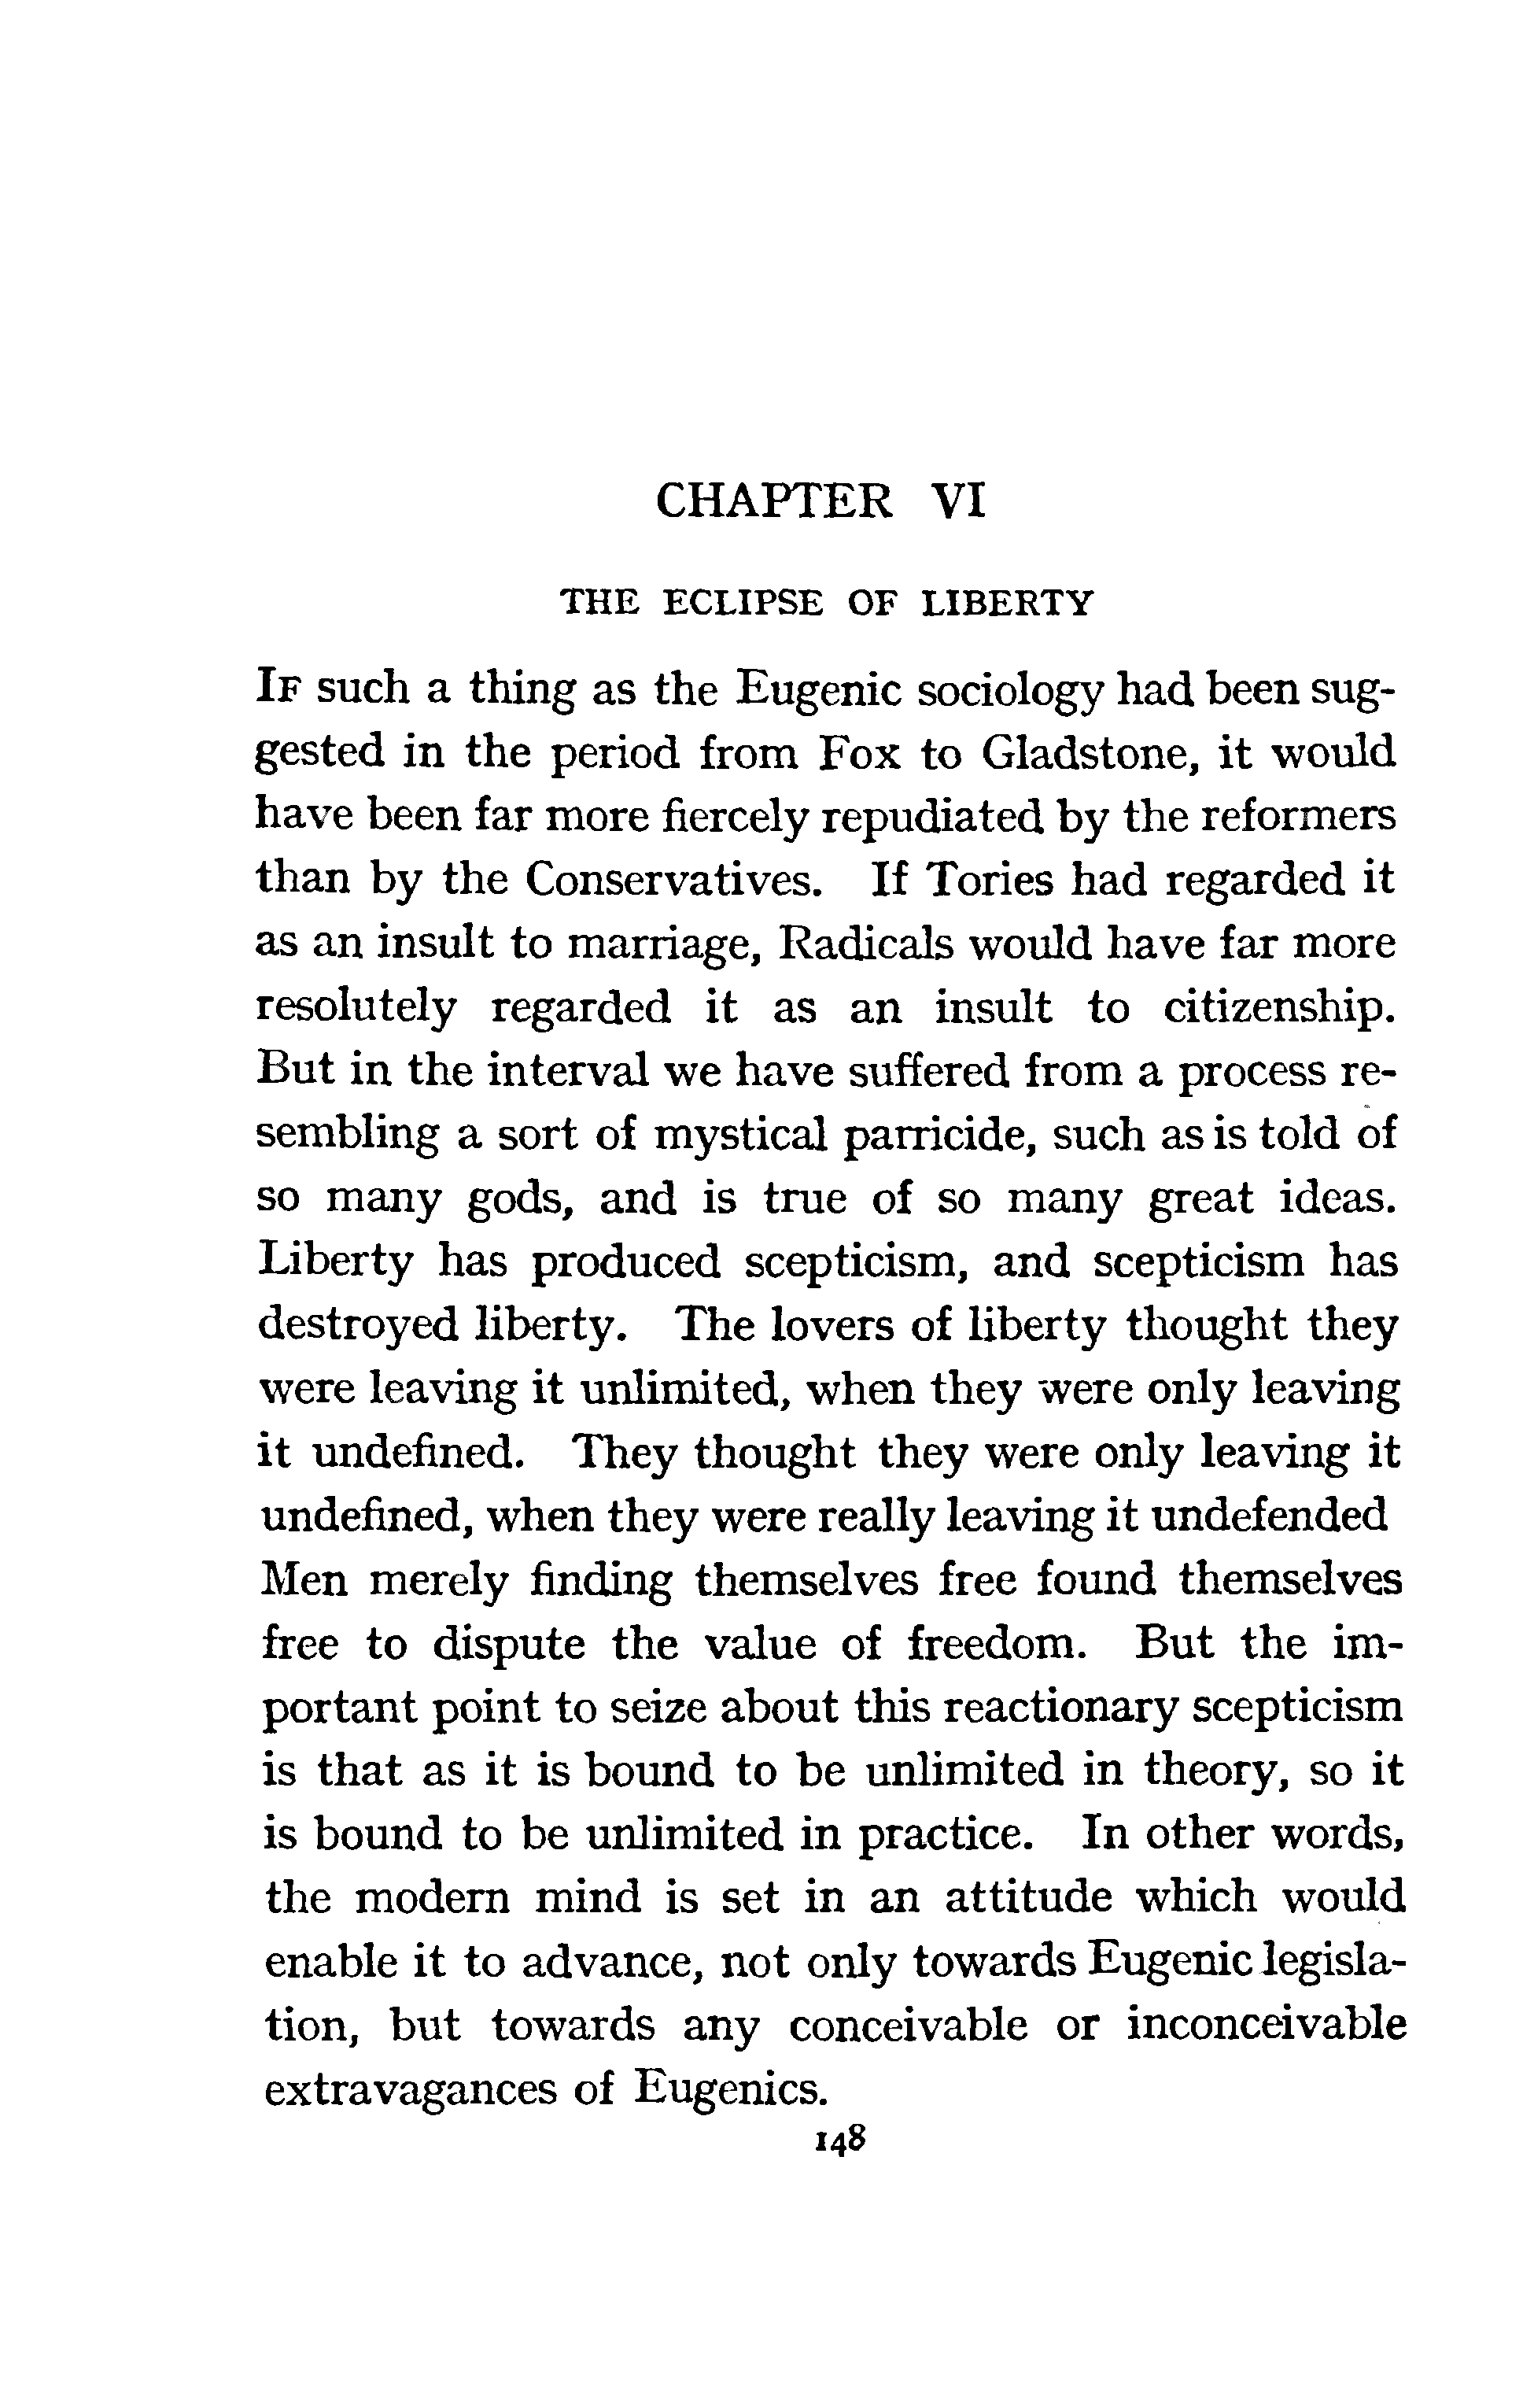 CHAPTER VI
THE ECLIPSE OF LIBERTY
IF such a thing as the Eugenic sociology had been sug-
gested in the period from Fox to Gladstone, it would
have been far more fiercely repudiated by the reformers
than by the Conservatives. If Tories had regarded it
as an insult to marriage, Radicals would have far more
resolutely regarded it as an insult to citizenship.
But in the interval we have suffered from a process re-
sembling a sort of mystical parricide, such as is told of
so many gods, and is true of so many great ideas.
Liberty has produced scepticism, and scepticism has
destroyed liberty. The lovers of liberty thought they
were leaving it unlimited, when they were only leaving
it undefined. They thought they were only leaving it
undefined, when they were really leaving it undefended
Men merely finding themselves free found themselves
free to dispute the value of freedom. But the im-
portant point to seize about this reactionary scepticism
is that as it is bound to be unlimited in theory, so it
is bound to be unlimited in practice. In other words,
the modern mind is set in an attitude which would
enable it to advance, not only towards Eugenic legisla-
tion, but towards any conceivable or inconceivable
extravagances of Eugenics.
148